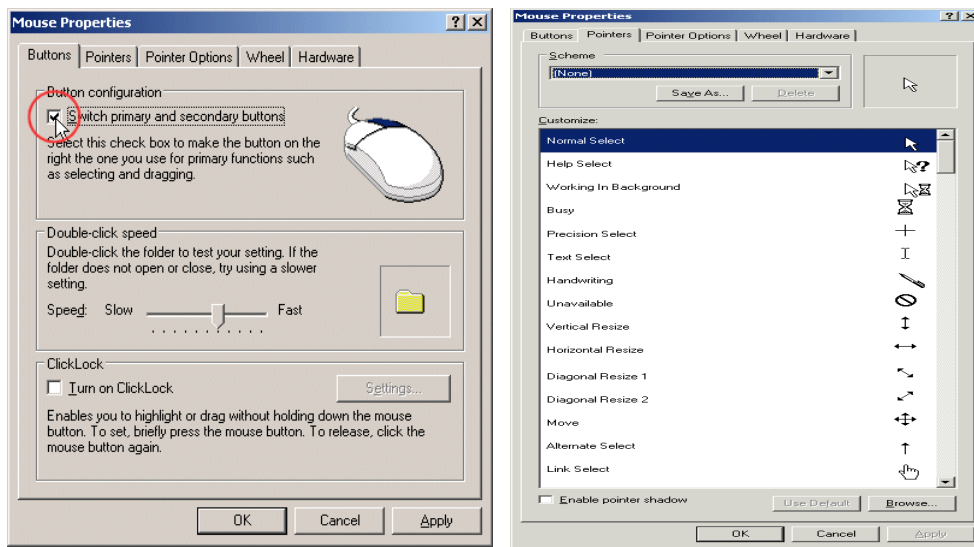 Mouse Properties
Buttons Pointers Pointer Options Wheel Hardware
Button configuration
Switch primary and secondary buttons
Select this check box to make the button on the
right the one you use for primary functions such
as selecting and dragging.
Double-click speed
Double-click the folder to test your setting. If the
folder does not open or close, try using a slower
setting.
Speed: Slow Fast
ClickLock
Turn on ClickLock
Settings...
Enables you to highlight or drag without holding down the mouse
button. To set, briefly press the mouse button. To release, click the
mouse button again.
OK Cancel Apply
Mouse Properties
Buttons Pointers Pointer Options Wheel Hardware
Scheme
(None)
Save As... Delete
Customize:
Normal Select
Help Select
Working In Background
Busy
Precision Select
Text Select
Handwriting
Unavailable
Vertical Resize
Horizontal Resize
Diagonal Resize 1
Diagonal Resize 2
Move
Alternate Select
Link Select
Enable pointer shadow
Use Default Browse...
OK Cancel Apply